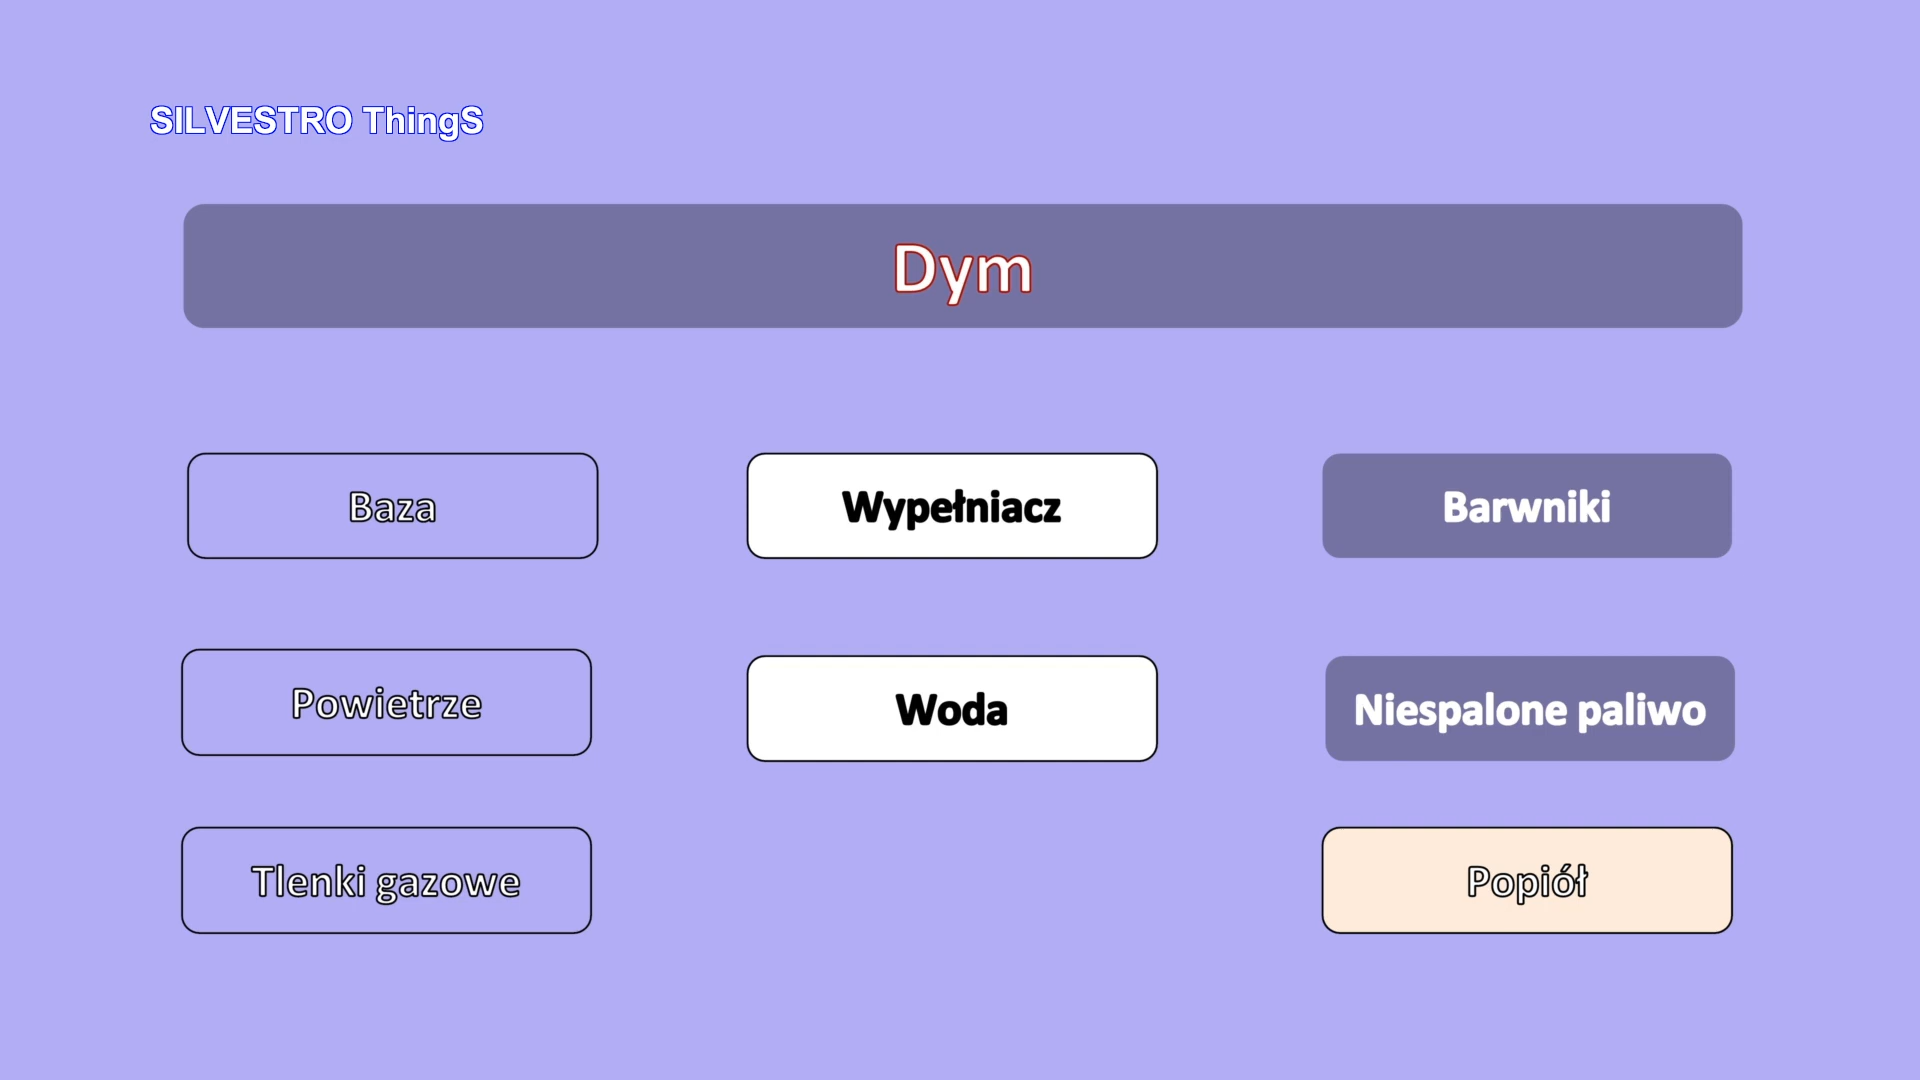 SILVESTRO ThingS
Dym
Baza
Wypełniacz
Barwniki
Powietrze
Woda
Niespalone paliwo
Tlenki gazowe
Popiół